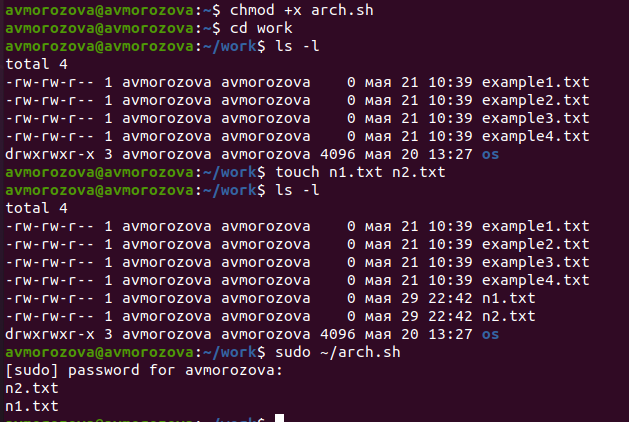 avmorozova@avmorozova:~$ chmod +x arch.sh
avmorozova@avmorozova:~$ cd work
avmorozova@avmorozova:~/work$ ls -l
total 4
-rw-rw-r-- 1 avmorozova avmorozova    0 мая 21 10:39 example1.txt
-rw-rw-r-- 1 avmorozova avmorozova    0 мая 21 10:39 example2.txt
-rw-rw-r-- 1 avmorozova avmorozova    0 мая 21 10:39 example3.txt
-rw-rw-r-- 1 avmorozova avmorozova    0 мая 21 10:39 example4.txt
drwxrwxr-x 3 avmorozova avmorozova 4096 мая 20 13:27 os
avmorozova@avmorozova:~/work$ touch n1.txt n2.txt
avmorozova@avmorozova:~/work$ ls -l
total 4
-rw-rw-r-- 1 avmorozova avmorozova    0 мая 21 10:39 example1.txt
-rw-rw-r-- 1 avmorozova avmorozova    0 мая 21 10:39 example2.txt
-rw-rw-r-- 1 avmorozova avmorozova    0 мая 21 10:39 example3.txt
-rw-rw-r-- 1 avmorozova avmorozova    0 мая 21 10:39 example4.txt
-rw-rw-r-- 1 avmorozova avmorozova    0 мая 29 22:42 n1.txt
-rw-rw-r-- 1 avmorozova avmorozova    0 мая 29 22:42 n2.txt
drwxrwxr-x 3 avmorozova avmorozova 4096 мая 20 13:27 os
avmorozova@avmorozova:~/work$ sudo ~/arch.sh
[sudo] password for avmorozova:
n2.txt
n1.txt
avmorozova@avmorozova:~/work$